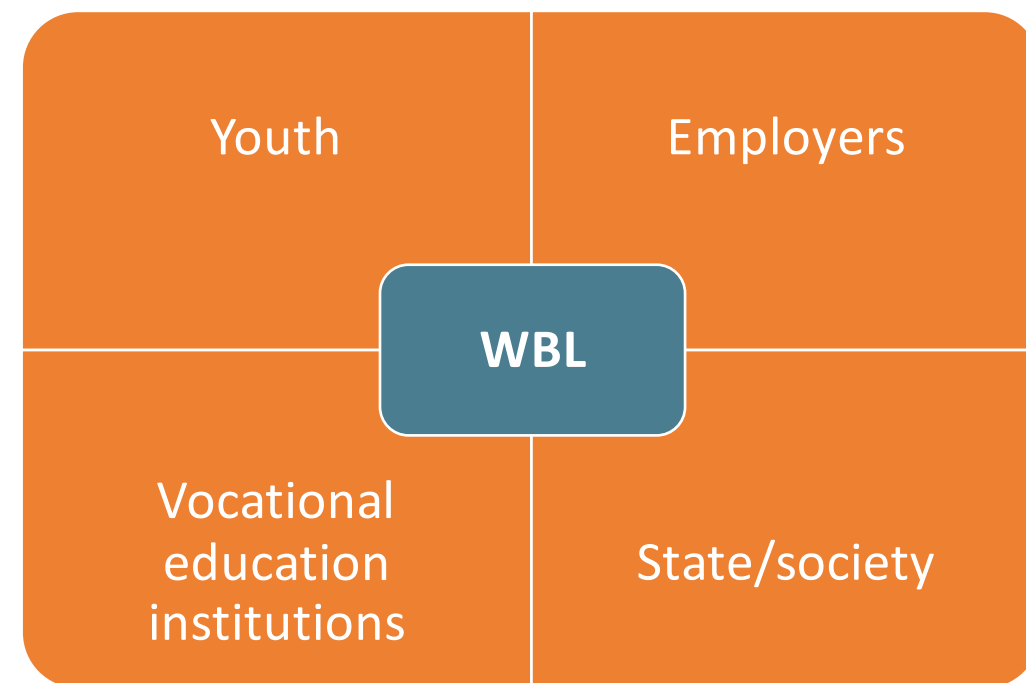 Youth
Employers
WBL
Vocational
education
institutions
State/society